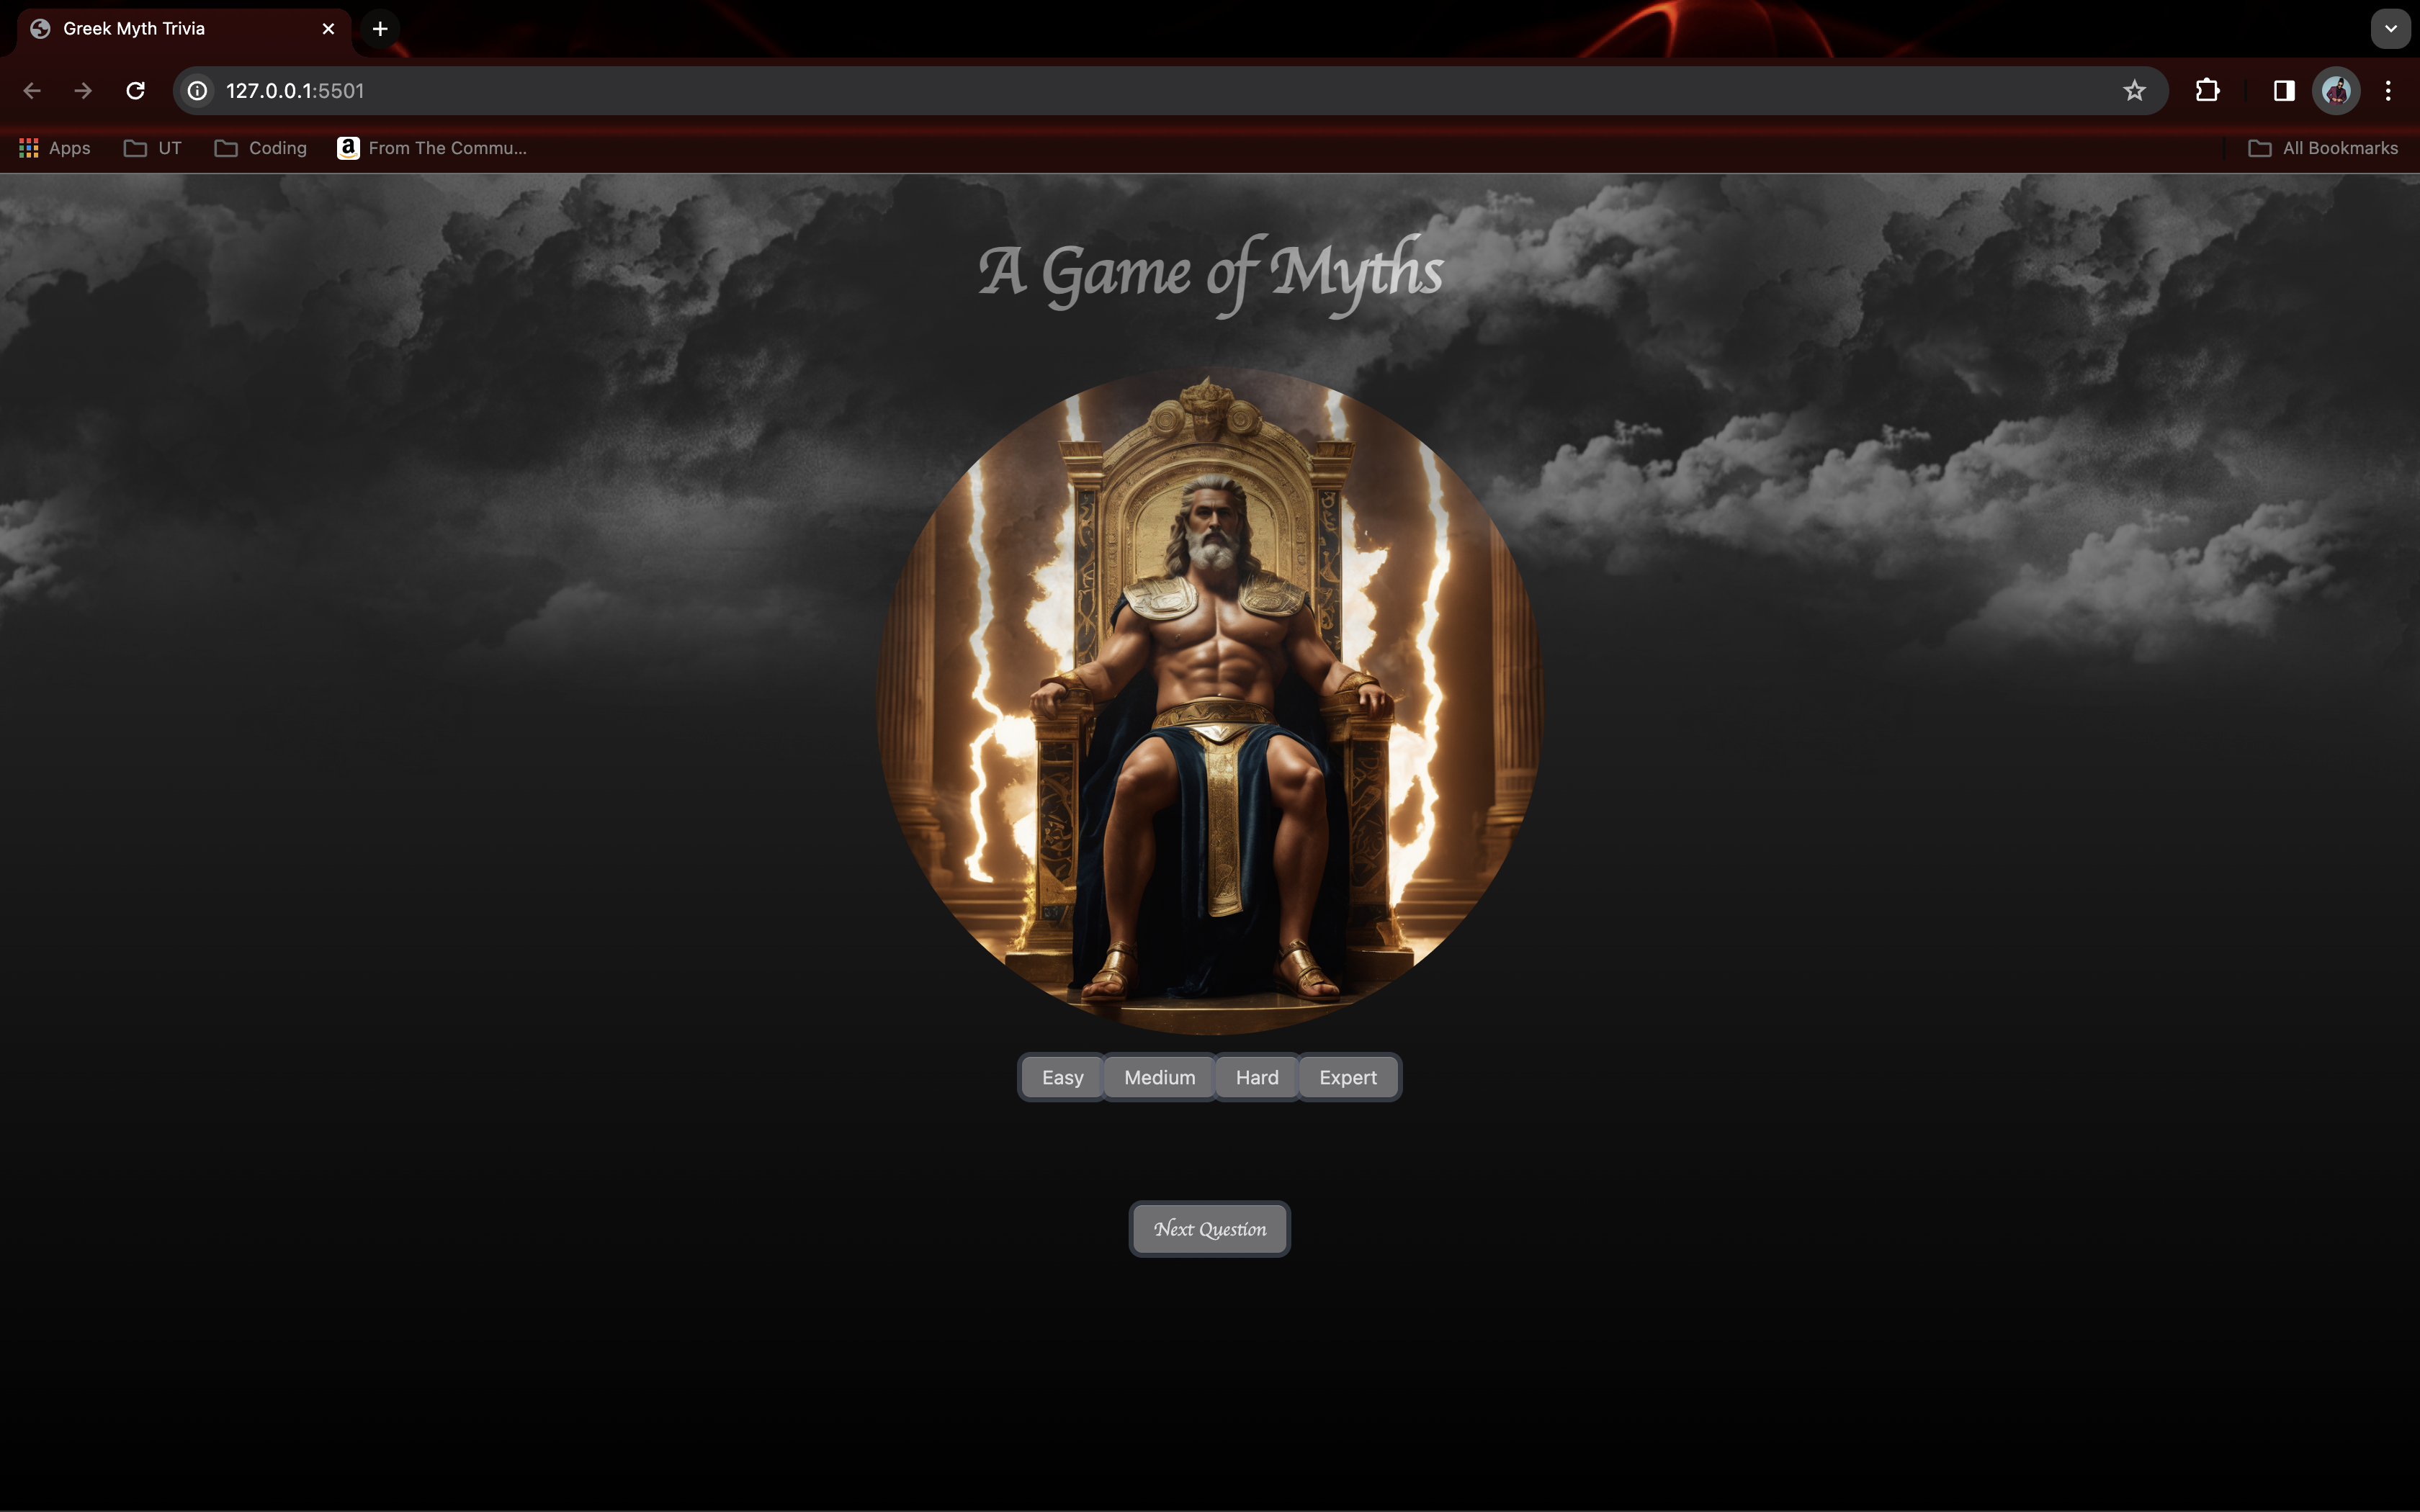 Greek Myth Trivia
127.0.0.1:5501
Apps UT Coding a From The Commu... All Bookmarks
A Game of Myths
Easy Medium Hard Expert
Next Question